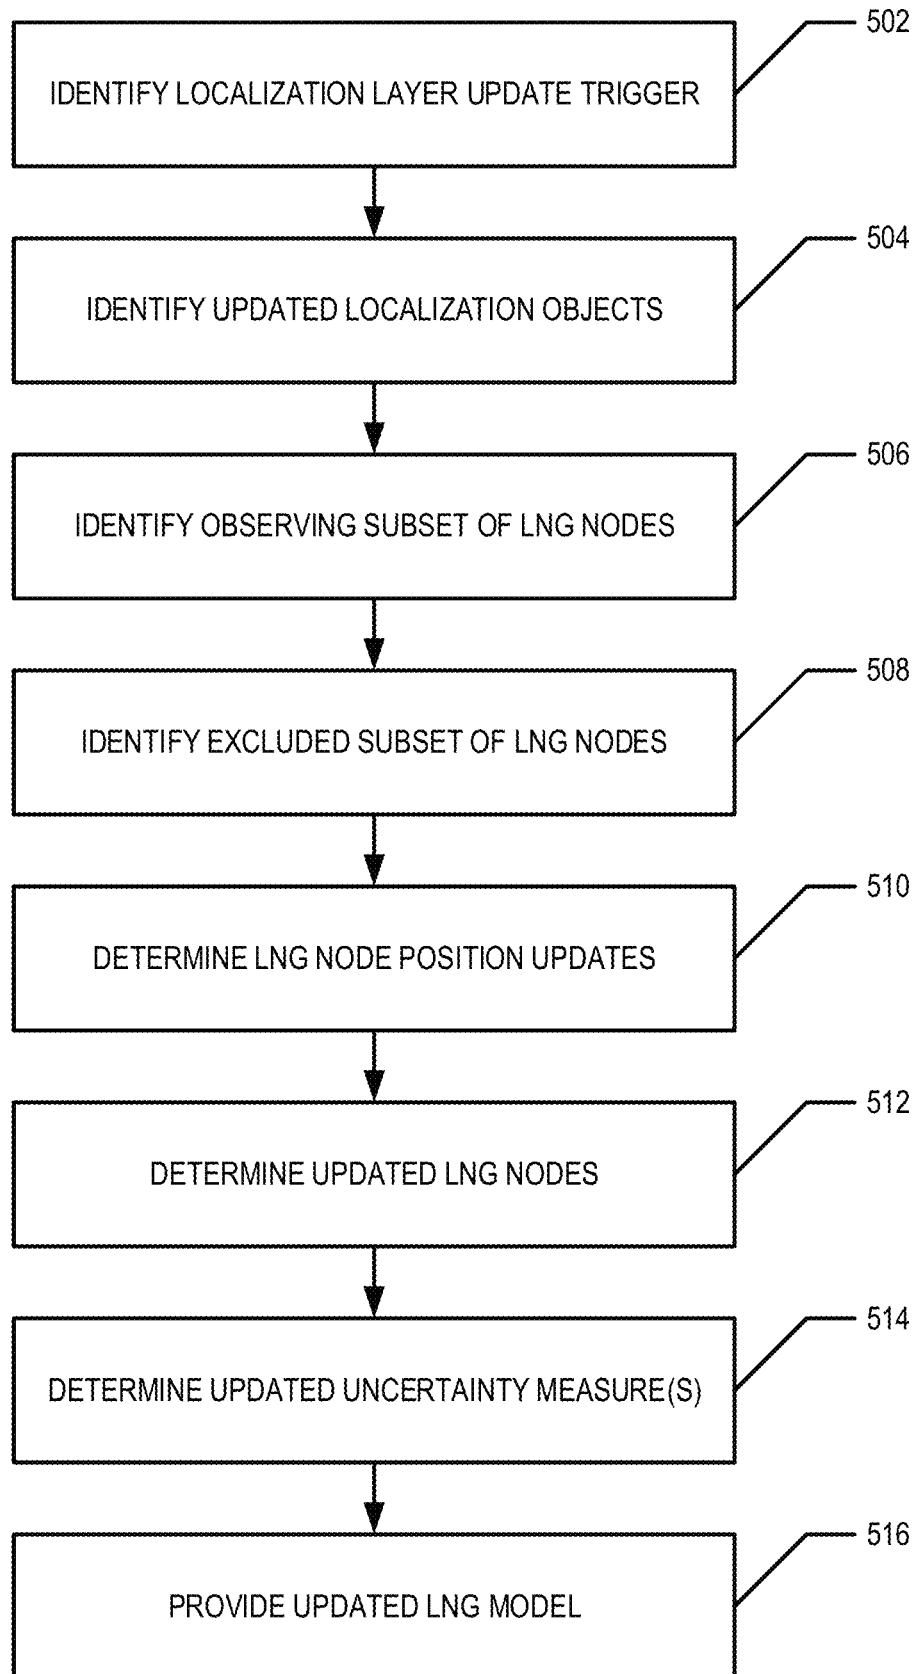 502
IDENTIFY LOCALIZATION LAYER UPDATE TRIGGER
504
IDENTIFY UPDATED LOCALIZATION OBJECTS
506
IDENTIFY OBSERVING SUBSET OF LNG NODES
508
IDENTIFY EXCLUDED SUBSET OF LNG NODES
510
DETERMINE LNG NODE POSITION UPDATES
512
DETERMINE UPDATED LNG NODES
514
DETERMINE UPDATED UNCERTAINTY MEASURE(S)
516
PROVIDE UPDATED LNG MODEL